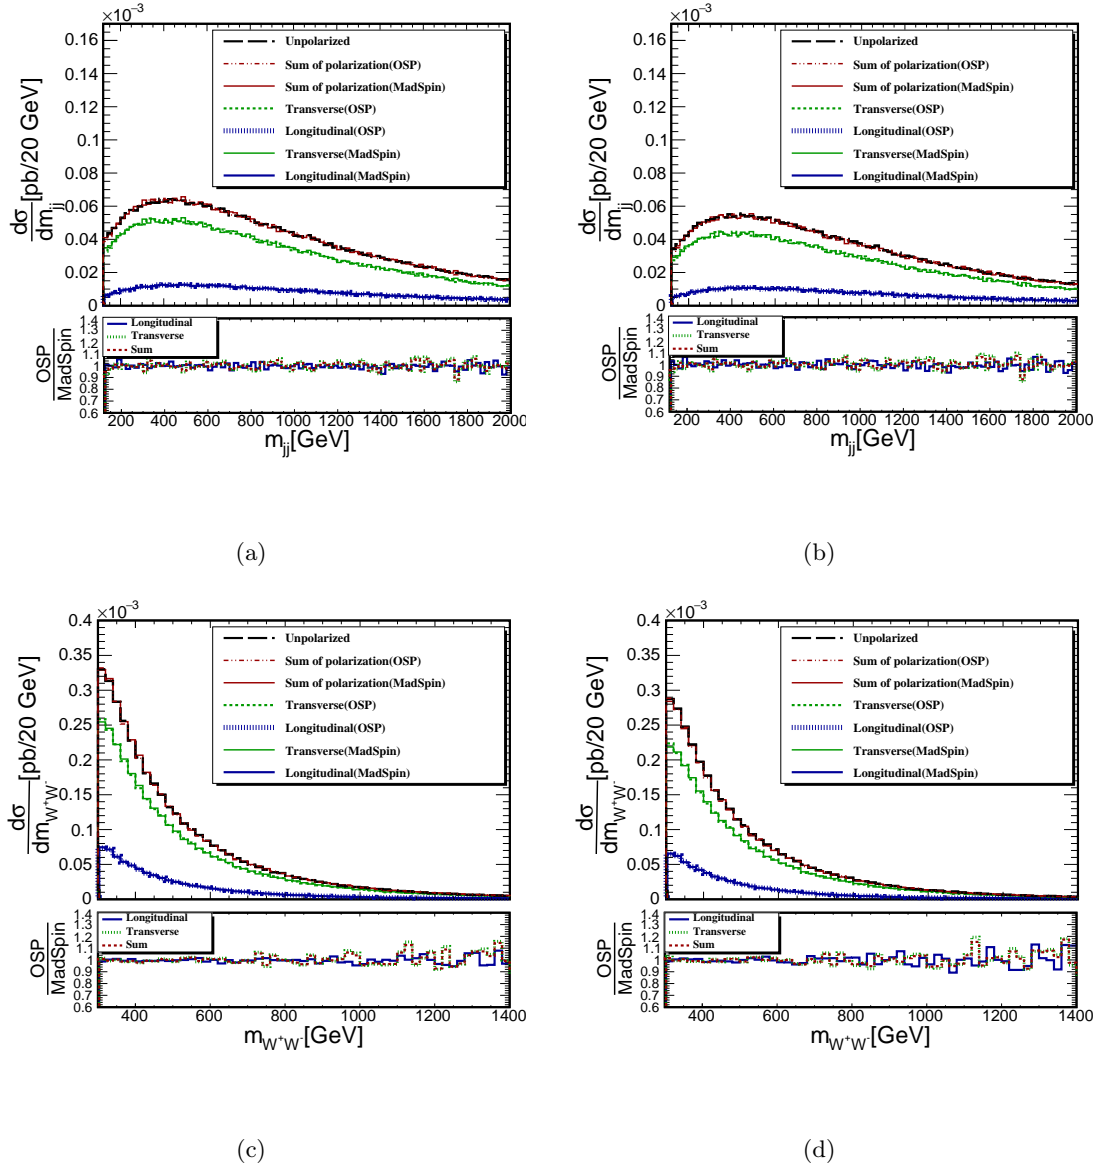 ×10⁻³
dσ/dm_jj [pb/20 GeV]
0.16
0.14
0.12
0.1
0.08
0.06
0.04
0.02
0
Unpolarized
Sum of polarization(OSP)
Sum of polarization(MadSpin)
Transverse(OSP)
Longitudinal(OSP)
Transverse(MadSpin)
Longitudinal(MadSpin)
OSP/MadSpin
1.4
1.3
1.2
1.1
1
0.9
0.8
0.7
0.6
Longitudinal
Transverse
Sum
200 400 600 800 1000 1200 1400 1600 1800 2000
m_jj[GeV]
(a)
×10⁻³
dσ/dm_jj [pb/20 GeV]
0.16
0.14
0.12
0.1
0.08
0.06
0.04
0.02
0
Unpolarized
Sum of polarization(OSP)
Sum of polarization(MadSpin)
Transverse(OSP)
Longitudinal(OSP)
Transverse(MadSpin)
Longitudinal(MadSpin)
OSP/MadSpin
1.4
1.3
1.2
1.1
1
0.9
0.8
0.7
0.6
Longitudinal
Transverse
Sum
200 400 600 800 1000 1200 1400 1600 1800 2000
m_jj[GeV]
(b)
×10⁻³
dσ/dm_W⁺W⁻ [pb/20 GeV]
0.4
0.35
0.3
0.25
0.2
0.15
0.1
0.05
0
Unpolarized
Sum of polarization(OSP)
Sum of polarization(MadSpin)
Transverse(OSP)
Longitudinal(OSP)
Transverse(MadSpin)
Longitudinal(MadSpin)
OSP/MadSpin
1.4
1.3
1.2
1.1
1
0.9
0.8
0.7
0.6
Longitudinal
Transverse
Sum
400 600 800 1000 1200 1400
m_W⁺W⁻[GeV]
(c)
×10⁻³
dσ/dm_W⁺W⁻ [pb/20 GeV]
0.4
0.35
0.3
0.25
0.2
0.15
0.1
0.05
0
Unpolarized
Sum of polarization(OSP)
Sum of polarization(MadSpin)
Transverse(OSP)
Longitudinal(OSP)
Transverse(MadSpin)
Longitudinal(MadSpin)
OSP/MadSpin
1.4
1.3
1.2
1.1
1
0.9
0.8
0.7
0.6
Longitudinal
Transverse
Sum
400 600 800 1000 1200 1400
m_W⁺W⁻[GeV]
(d)